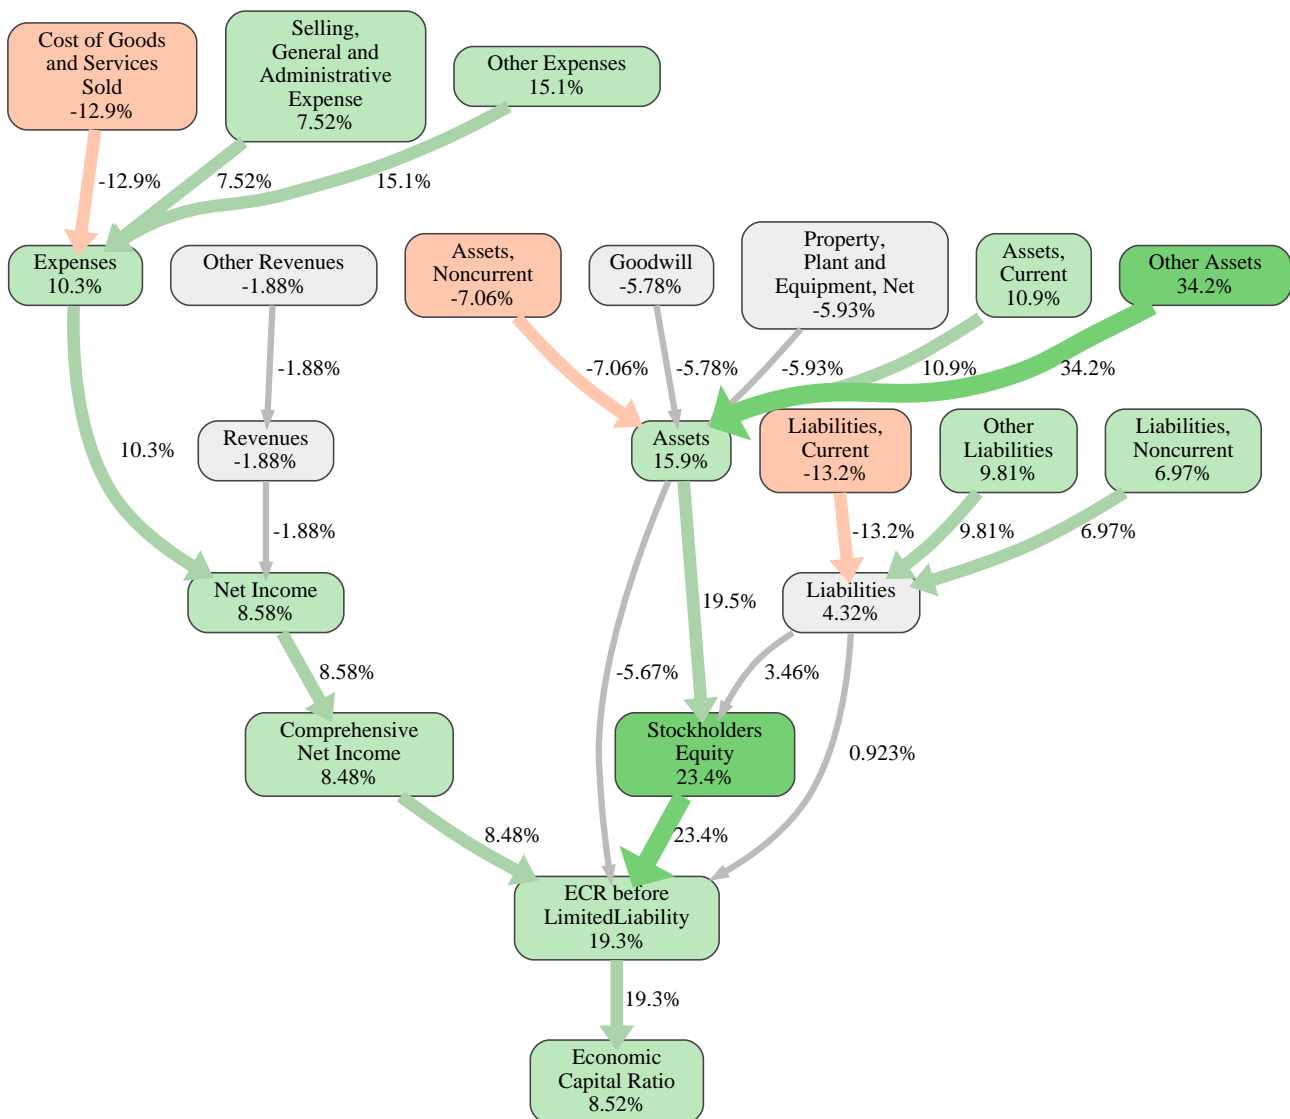 Cost of Goods
and Services
Sold
-12.9%
Selling,
General and
Administrative
Expense
7.52%
Other Expenses
15.1%
-12.9%
7.52%
15.1%
Expenses
10.3%
Other Revenues
-1.88%
Assets,
Noncurrent
-7.06%
Goodwill
-5.78%
Property,
Plant and
Equipment, Net
-5.93%
Assets,
Current
10.9%
Other Assets
34.2%
-1.88%
-7.06%
-5.78%
-5.93%
10.9%
34.2%
10.3%
Revenues
-1.88%
Assets
15.9%
Liabilities,
Current
-13.2%
Other
Liabilities
9.81%
Liabilities,
Noncurrent
6.97%
-1.88%
-13.2%
9.81%
6.97%
Net Income
8.58%
19.5%
Liabilities
4.32%
8.58%
-5.67%
3.46%
Comprehensive
Net Income
8.48%
Stockholders
Equity
23.4%
0.923%
8.48%
23.4%
ECR before
LimitedLiability
19.3%
19.3%
Economic
Capital Ratio
8.52%